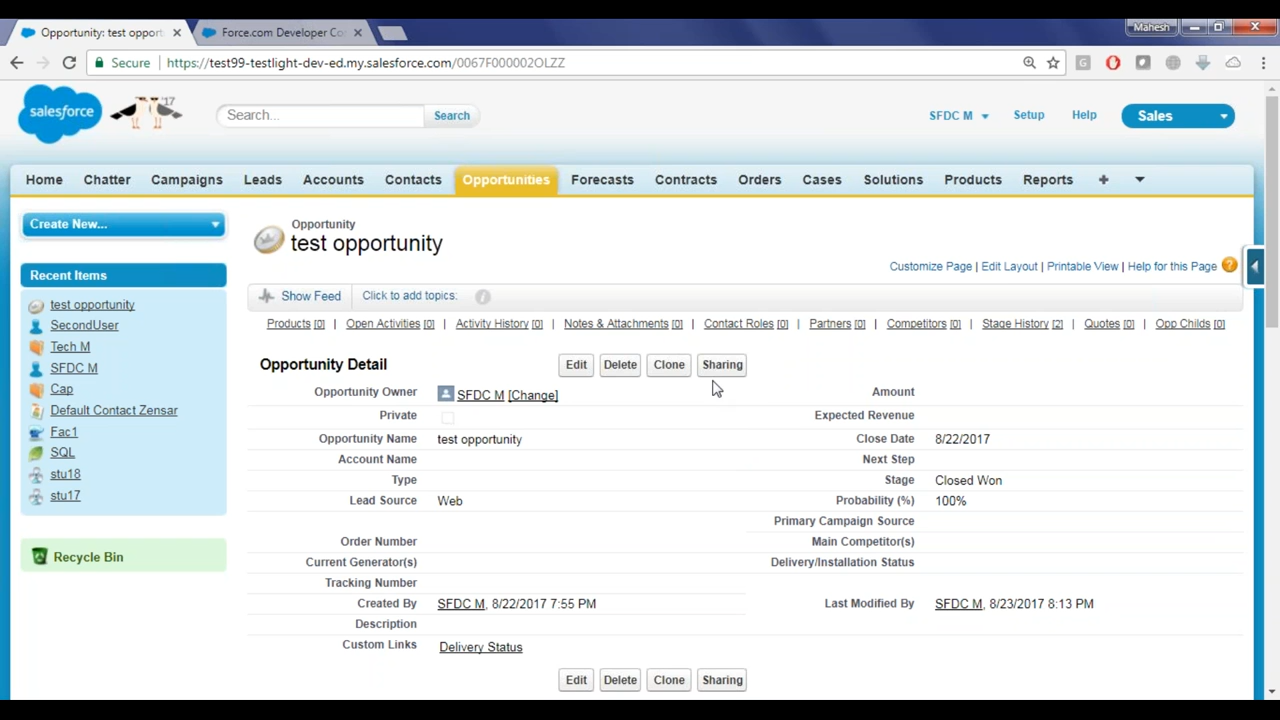 Opportunity: test opport
Force.com Developer Co
Mahesh
Secure
https://test99-testlight-dev-ed.my.salesforce.com/0067F000002OLZZ
salesforce
'17
Search...
Search
SFDC M
Setup
Help
Sales
Home Chatter Campaigns Leads Accounts Contacts Opportunities Forecasts Contracts Orders Cases Solutions Products Reports +
Create New...
Recent Items
test opportunity
SecondUser
Tech M
SFDC M
Cap
Default Contact Zensar
Fac1
SQL
stu18
stu17
Recycle Bin
Opportunity
test opportunity
Customize Page | Edit Layout | Printable View | Help for this Page ?
Show Feed
Click to add topics:
Products [0] | Open Activities [0] | Activity History [0] | Notes & Attachments [0] | Contact Roles [0] | Partners [0] | Competitors [0] | Stage History [2] | Quotes [0] | Opp Childs [0]
Opportunity Detail
Edit Delete Clone Sharing
Opportunity Owner SFDC M [Change] Amount
Private Expected Revenue
Opportunity Name test opportunity Close Date 8/22/2017
Account Name Next Step
Type Stage Closed Won
Lead Source Web Probability (%) 100%
Primary Campaign Source
Order Number Main Competitor(s)
Current Generator(s) Delivery/Installation Status
Tracking Number
Created By SFDC M, 8/22/2017 7:55 PM Last Modified By SFDC M, 8/23/2017 8:13 PM
Description
Custom Links Delivery Status
Edit Delete Clone Sharing